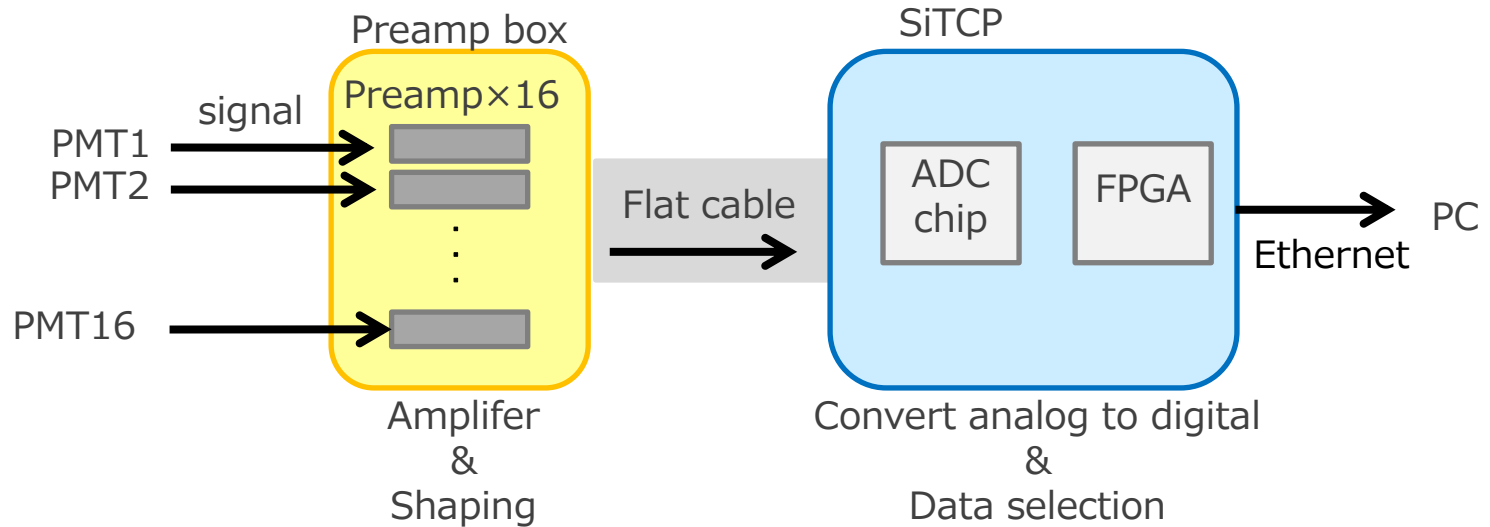 Preamp box
SiTCP
Preamp×16
signal
PMT1
PMT2
PMT16
Flat cable
ADC
chip
FPGA
PC
Ethernet
Amplifer
&
Shaping
Convert analog to digital
&
Data selection